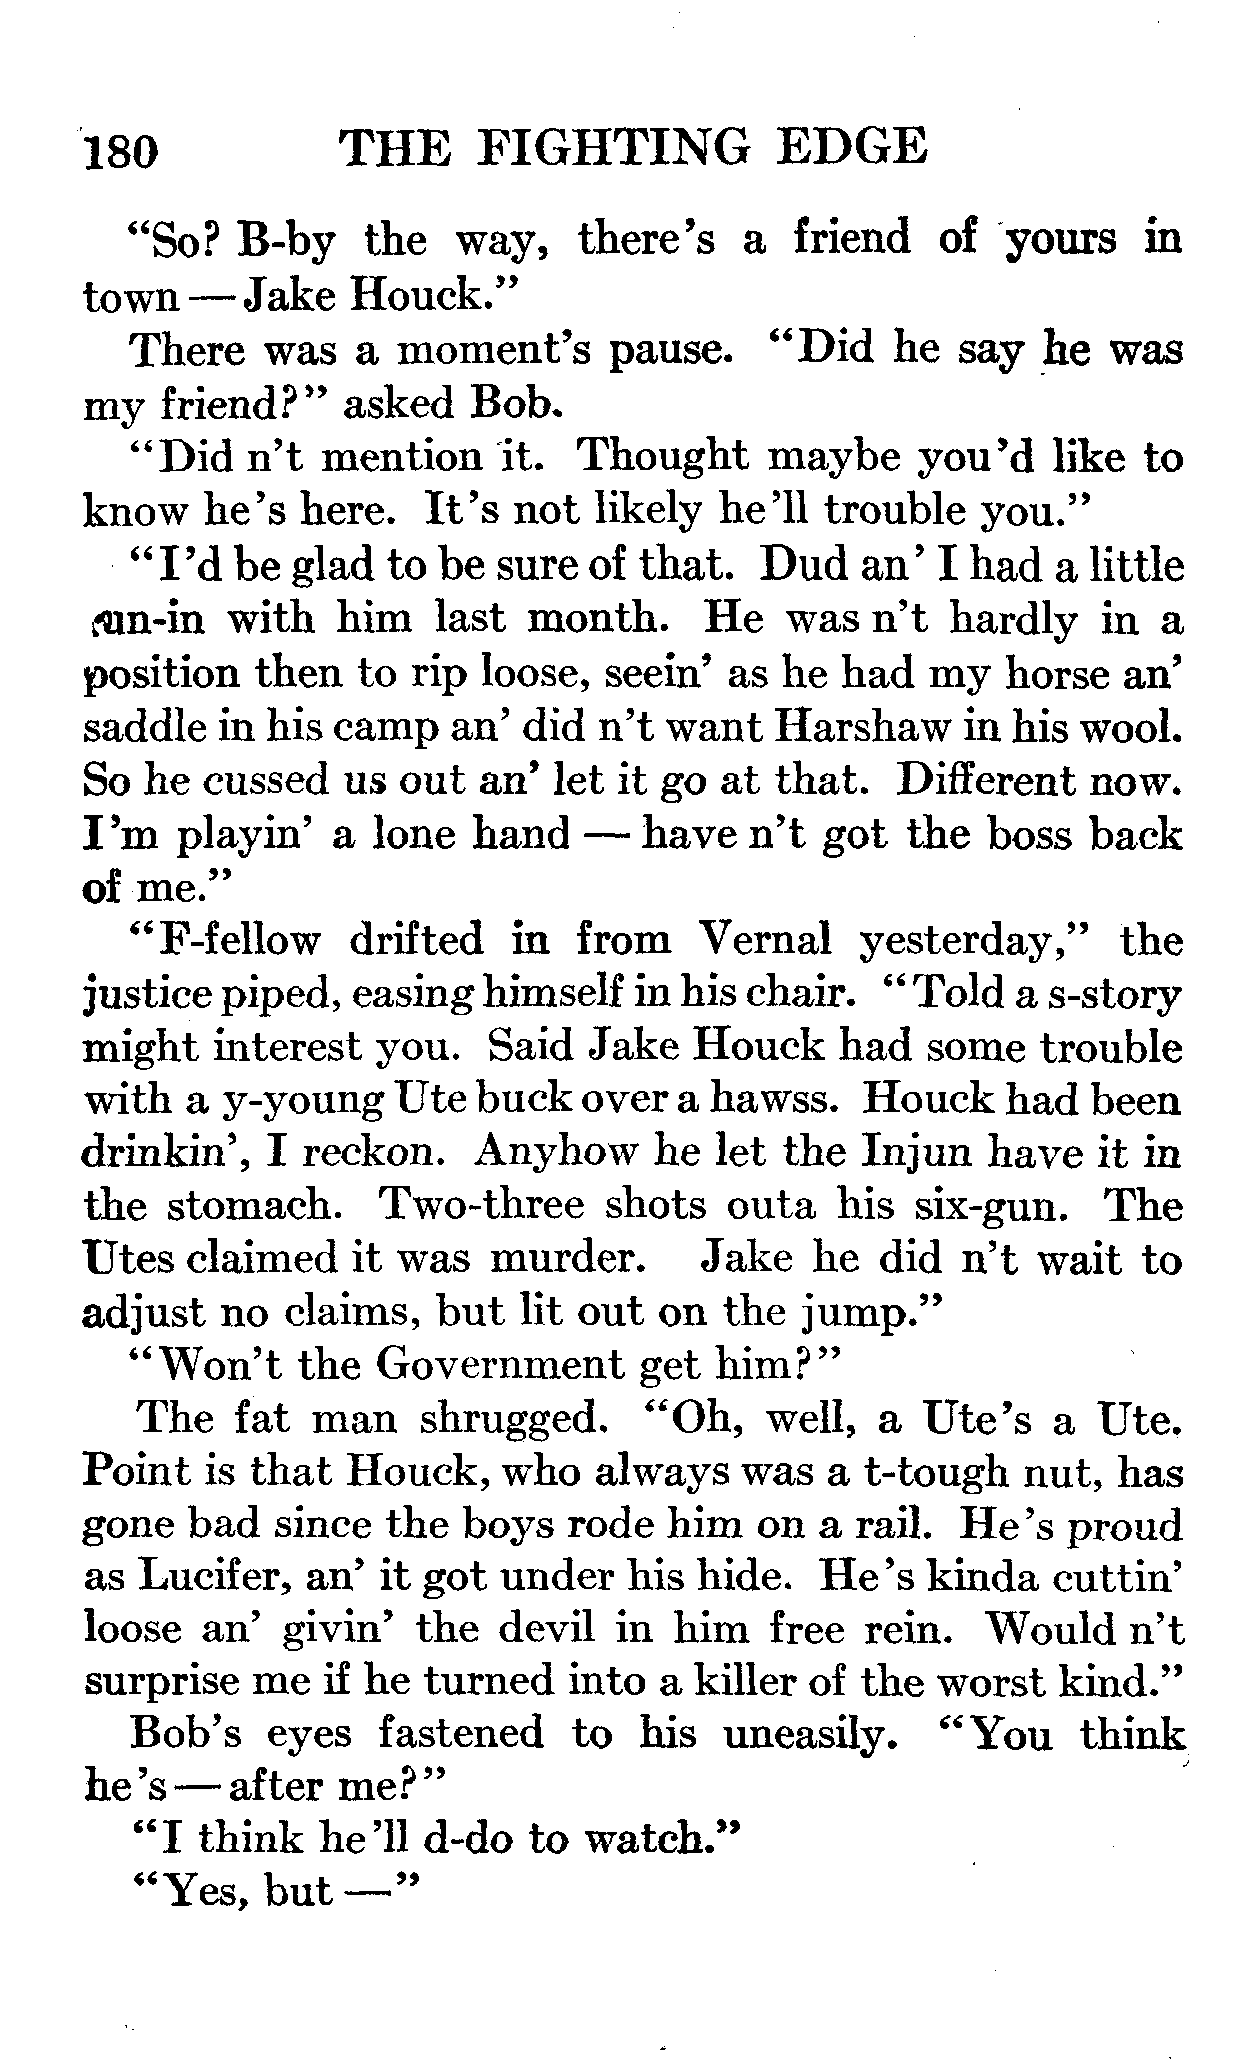 180 THE FIGHTING EDGE
“So? B-by the way, there’s a friend of yours in
town — Jake Houck.”
There was a moment’s pause. “Did he say he was
my friend?” asked Bob.
“Did n’t mention it. Thought maybe you’d like to
know he’s here. It’s not likely he’ll trouble you.”
“I’d be glad to be sure of that. Dud an’ I had a little
run-in with him last month. He was n’t hardly in a
position then to rip loose, seein’ as he had my horse an’
saddle in his camp an’ did n’t want Harshaw in his wool.
So he cussed us out an’ let it go at that. Different now.
I’m playin’ a lone hand — have n’t got the boss back
of me.”
“F-fellow drifted in from Vernal yesterday,” the
justice piped, easing himself in his chair. “Told a s-story
might interest you. Said Jake Houck had some trouble
with a y-young Ute buck over a hawss. Houck had been
drinkin’, I reckon. Anyhow he let the Injun have it in
the stomach. Two-three shots outa his six-gun. The
Utes claimed it was murder. Jake he did n’t wait to
adjust no claims, but lit out on the jump.”
“Won’t the Government get him?”
The fat man shrugged. “Oh, well, a Ute’s a Ute.
Point is that Houck, who always was a t-tough nut, has
gone bad since the boys rode him on a rail. He’s proud
as Lucifer, an’ it got under his hide. He’s kinda cuttin’
loose an’ givin’ the devil in him free rein. Would n’t
surprise me if he turned into a killer of the worst kind.”
Bob’s eyes fastened to his uneasily. “You think
he’s — after me?”
“I think he’ll d-do to watch.”
“Yes, but —”